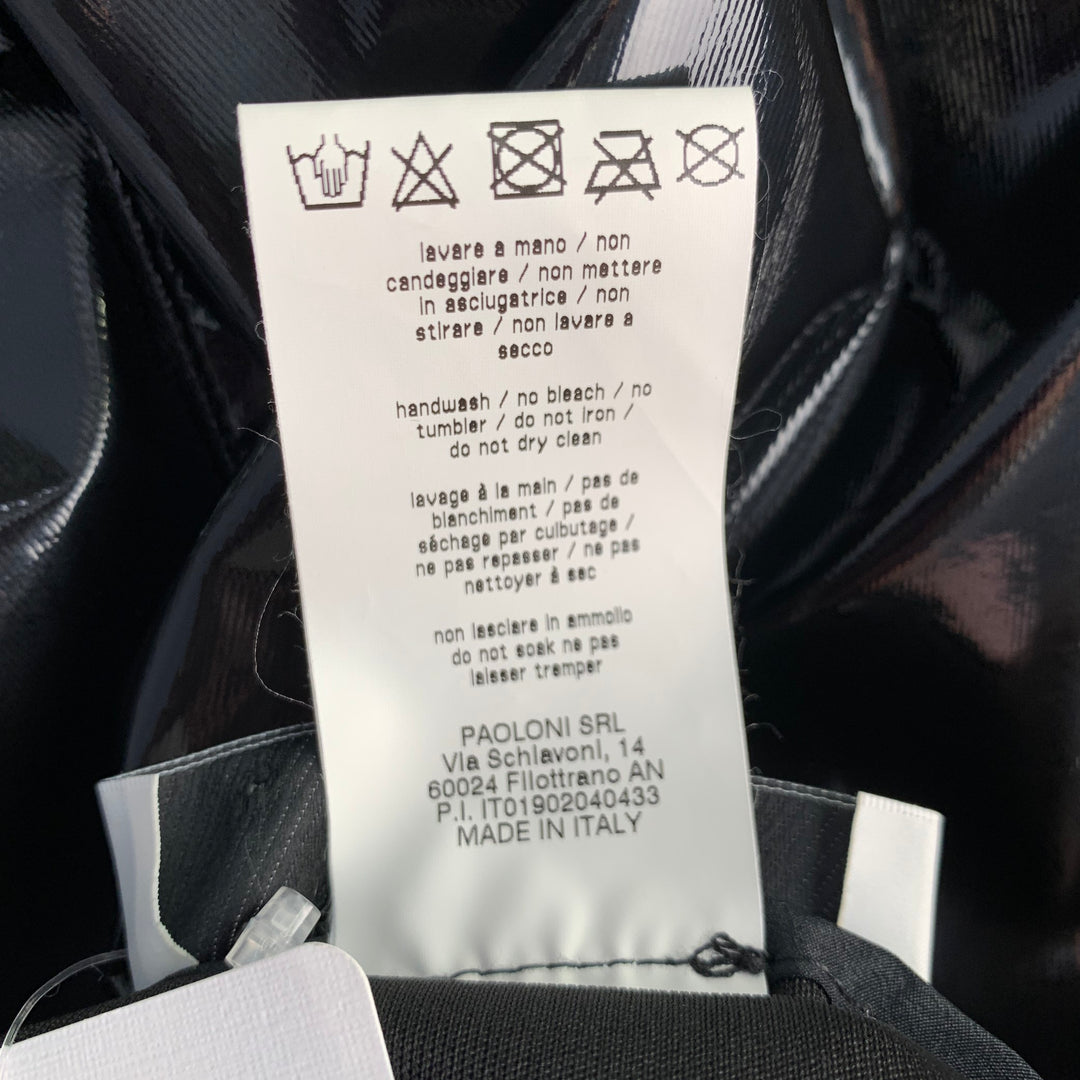 lavare a mano / non
candeggiare / non mettere
in asciugatrice / non
stirare / non lavare a
secco
handwash / no bleach / no
tumbler / do not iron /
do not dry clean
lavage à la main / pas de
blanchiment / pas de
séchage par culbutage /
ne pas repasser / ne pas
nettoyer à sec
non lasciare in ammollo
do not soak ne pas
laisser tremper
PAOLONI SRL
Via Schiavoni, 14
60024 Filottrano AN
P.I. IT01902040433
MADE IN ITALY